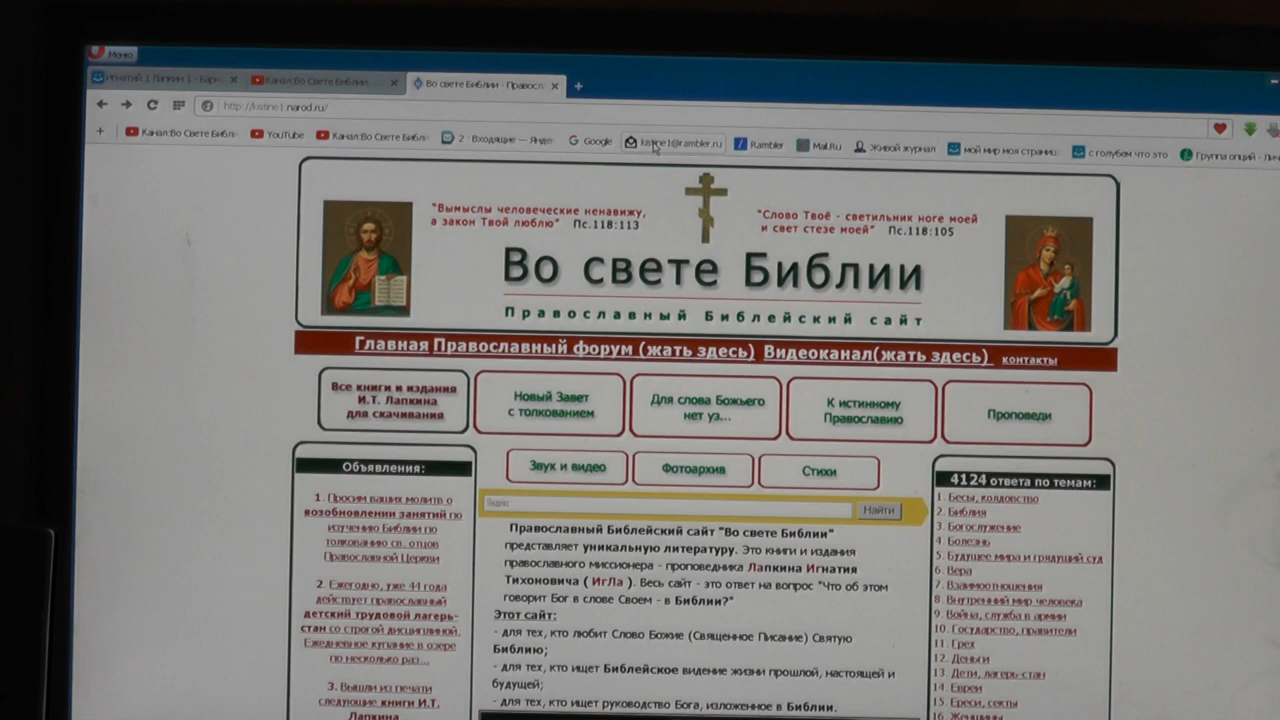 Меню
Игнатий | Лапкин | - Барн
Канал:Во Свете Библии.
Во свете Библии - Правосл
http://kistine1.narod.ru/
Канал:Во Свете Библ
YouTube
Канал:Во Свете Библ
2 · Входящие — Янде
Google
kistine1@rambler.ru
Rambler
Mail.Ru
Живой журнал
мой мир моя страниц
с голубем что это
Группа опций - Лич
"Вымыслы человеческие ненавижу,
а закон Твой люблю" Пс.118:113
"Слово Твоё - светильник ноге моей
и свет стезе моей" Пс.118:105
Во свете Библии
Православный Библейский сайт
Главная Православный форум (жать здесь) Видеоканал(жать здесь) контакты
Все книги и издания
И.Т. Лапкина
для скачивания
Новый Завет
с толкованием
Для слова Божьего
нет уз...
К истинному
Православию
Проповеди
Звук и видео
Фотоархив
Стихи
Объявления:
1. Просим ваших молитв о
возобновлении занятий по
изучению Библии по
толкованию св. отцов
Православной Церкви
2. Ежегодно, уже 44 года
действует православный
детский трудовой лагерь-
стан со строгой дисциплиной.
Ежедневное купание в озере
по несколько раз...
3. Вышли из печати
следующие книги И.Т.
Лапкина
Яндекс
Найти
Православный Библейский сайт "Во свете Библии"
представляет уникальную литературу. Это книги и издания
православного миссионера - проповедника Лапкина Игнатия
Тихоновича ( ИгЛа ). Весь сайт - это ответ на вопрос "Что об этом
говорит Бог в слове Своем - в Библии?"
Этот сайт:
- для тех, кто любит Слово Божие (Священное Писание) Святую
Библию;
- для тех, кто ищет Библейское видение жизни прошлой, настоящей и
будущей;
- для тех, кто ищет руководство Бога, изложенное в Библии.
4124 ответа по темам:
1. Бесы, колдовство
2. Библия
3. Богослужение
4. Болезнь
5. Будущее мира и грядущий суд
6. Вера
7. Взаимоотношения
8. Внутренний мир человека
9. Война, служба в армии
10. Государство, правители
11. Грех
12. Деньги
13. Дети, лагерь-стан
14. Евреи
15. Ереси, секты
16. Женщины